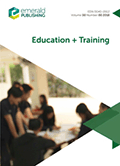 emerald
PUBLISHING
Education + Training